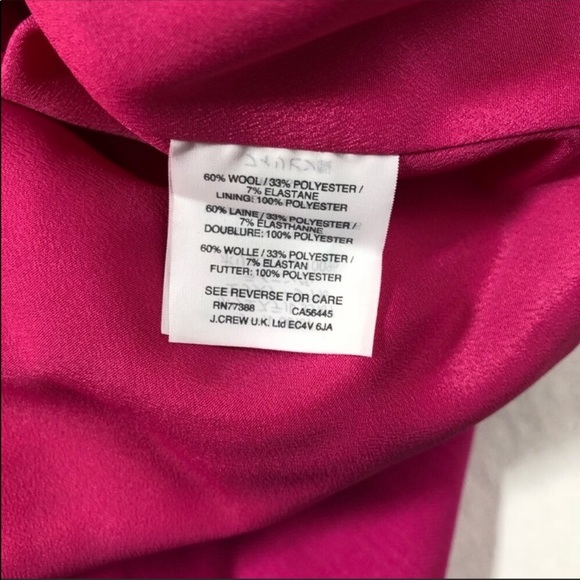 60% WOOL / 33% POLYESTER /
7% ELASTANE
LINING: 100% POLYESTER
60% LAINE / 33% POLYESTER /
7% ELASTHANNE
DOUBLURE: 100% POLYESTER
60% WOLLE / 33% POLYESTER /
7% ELASTAN
FUTTER: 100% POLYESTER
SEE REVERSE FOR CARE
RN77388 CA56445
J.CREW U.K. Ltd EC4V 6JA